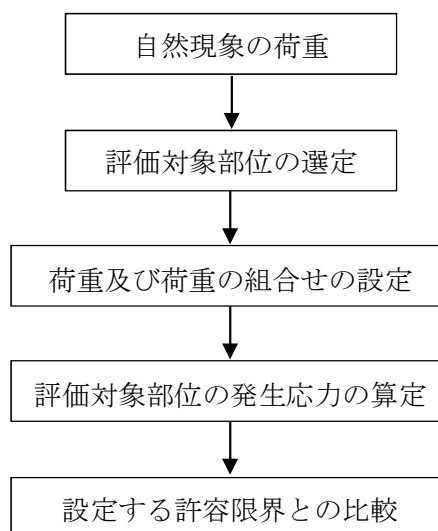 自然現象の荷重
評価対象部位の選定
荷重及び荷重の組合せの設定
評価対象部位の発生応力の算定
設定する許容限界との比較